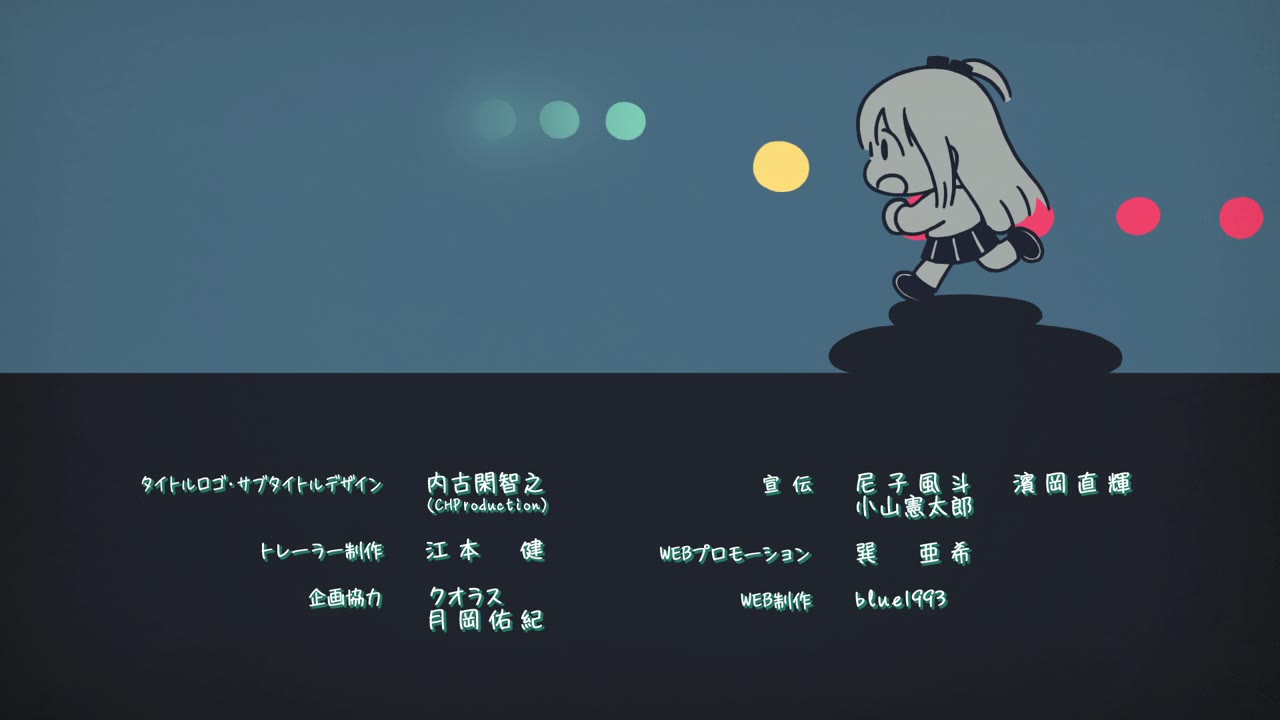 タイトルロゴ・サブタイトルデザイン 内古閑智之
(CHProduction)
トレーラー制作 江本 健
企画協力 クオラス
月岡佑紀
宣伝 尼子風斗 濱岡直輝
小山憲太郎
WEBプロモーション 巽 亜希
WEB制作 blue1993